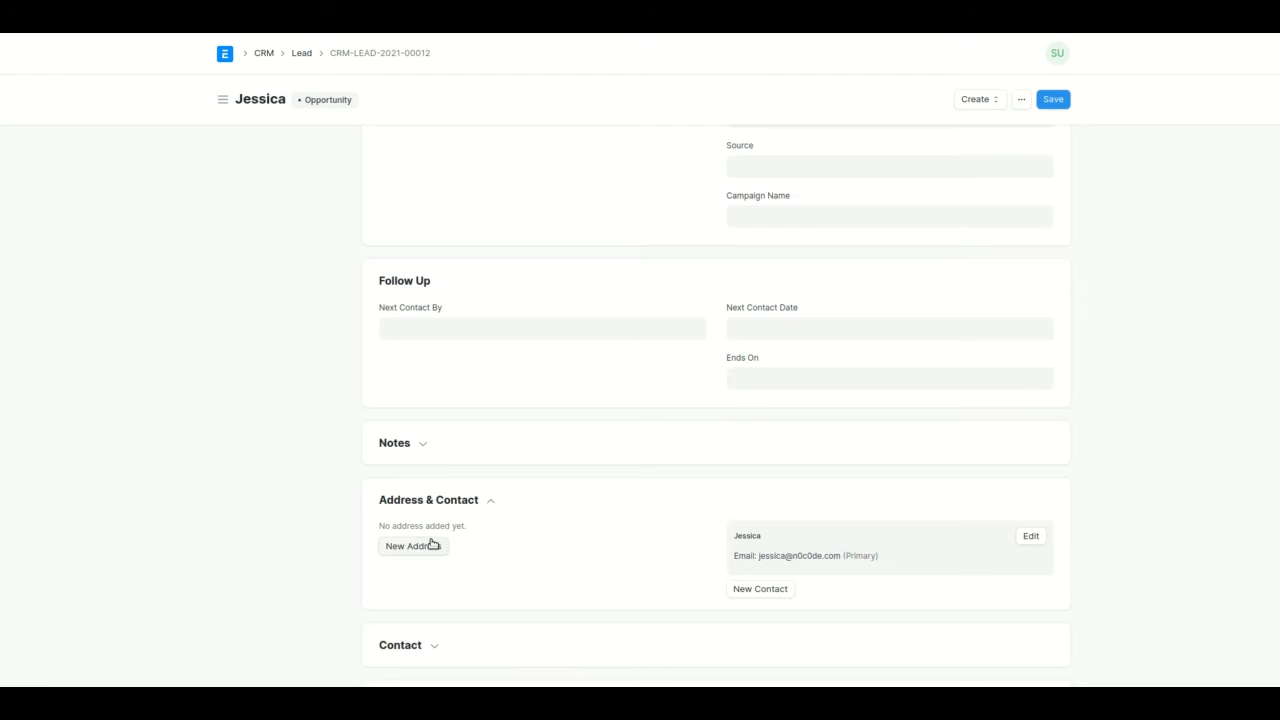 E > CRM > Lead > CRM-LEAD-2021-00012
SU
Jessica • Opportunity
Create
...
Save
Source
Campaign Name
Follow Up
Next Contact By
Next Contact Date
Ends On
Notes
Address & Contact
No address added yet.
New Address
Jessica
Edit
Email: jessica@n0c0de.com (Primary)
New Contact
Contact